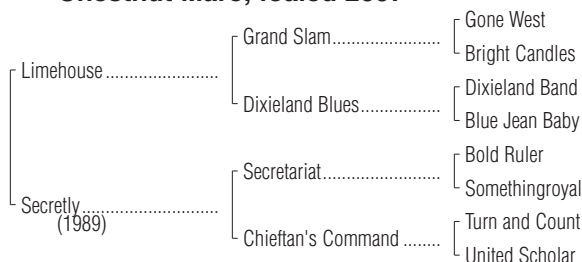 Chestnut Mare; foaled 2007
Limehouse
Grand Slam
Gone West
Bright Candles
Dixieland Blues
Dixieland Band
Blue Jean Baby
Secretly
(1989)
Secretariat
Bold Ruler
Somethingroyal
Chieftan's Command
Turn and Count
United Scholar